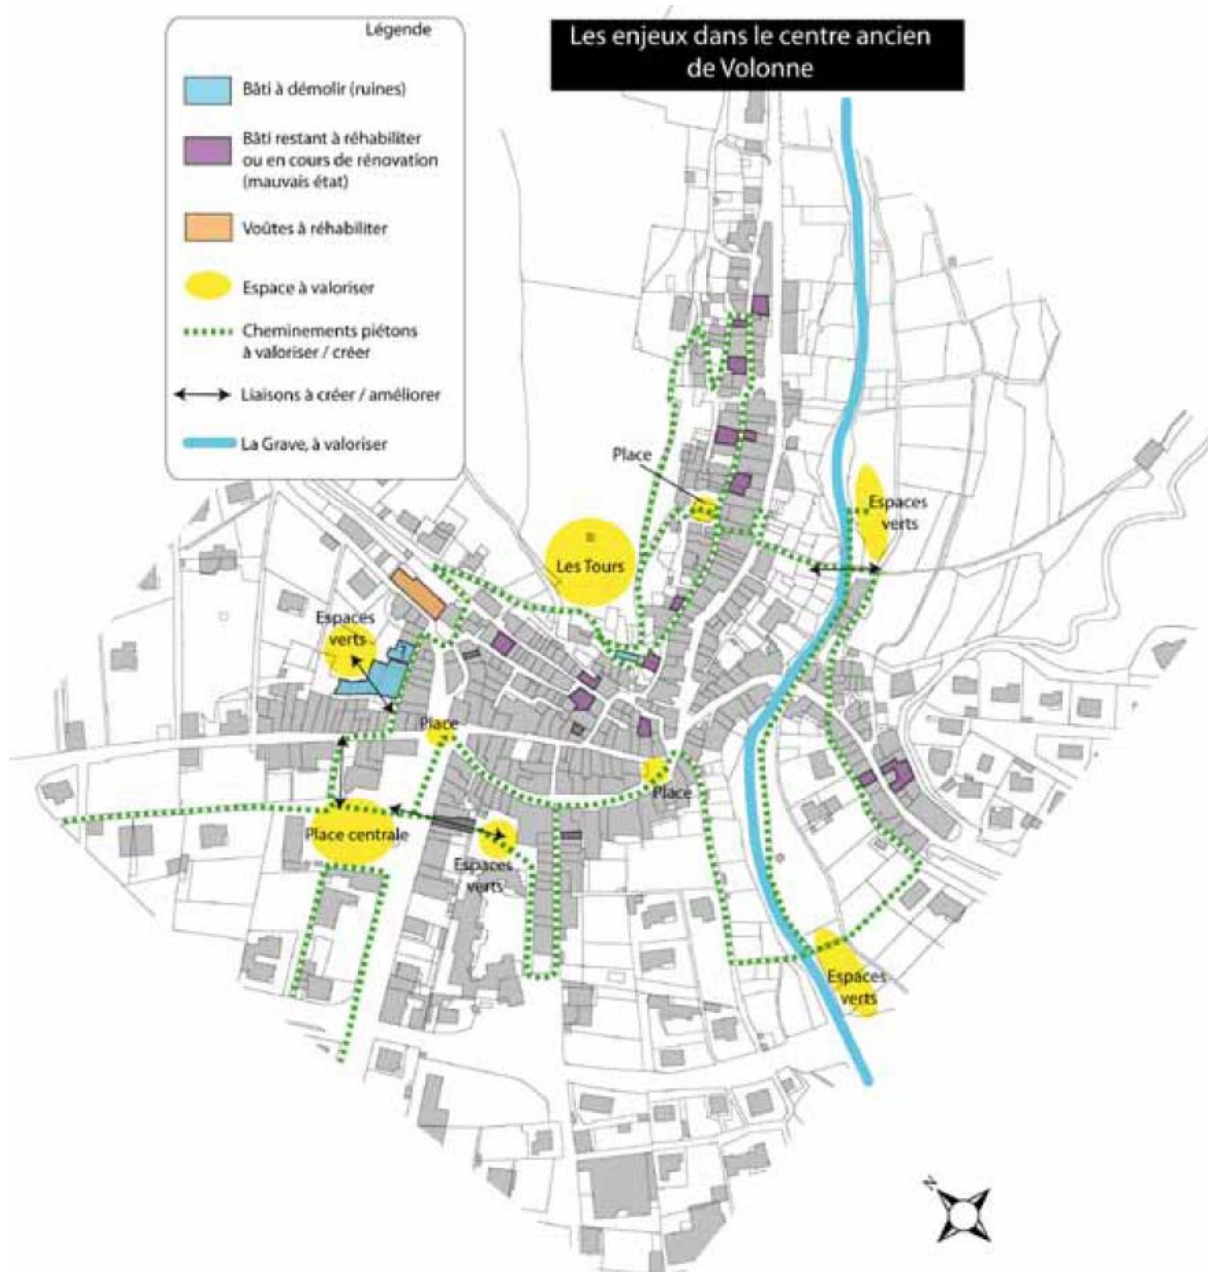 Légende
Bâti à démolir (ruines)
Bâti restant à réhabiliter
ou en cours de rénovation
(mauvais état)
Voûtes à réhabiliter
Espace à valoriser
Cheminements piétons
à valoriser / créer
Liaisons à créer / améliorer
La Grave, à valoriser
Les enjeux dans le centre ancien
de Volonne
Place
Espaces
verts
Les Tours
Espaces
verts
Place
Place
Place centrale
Espaces
verts
Espaces
verts
N